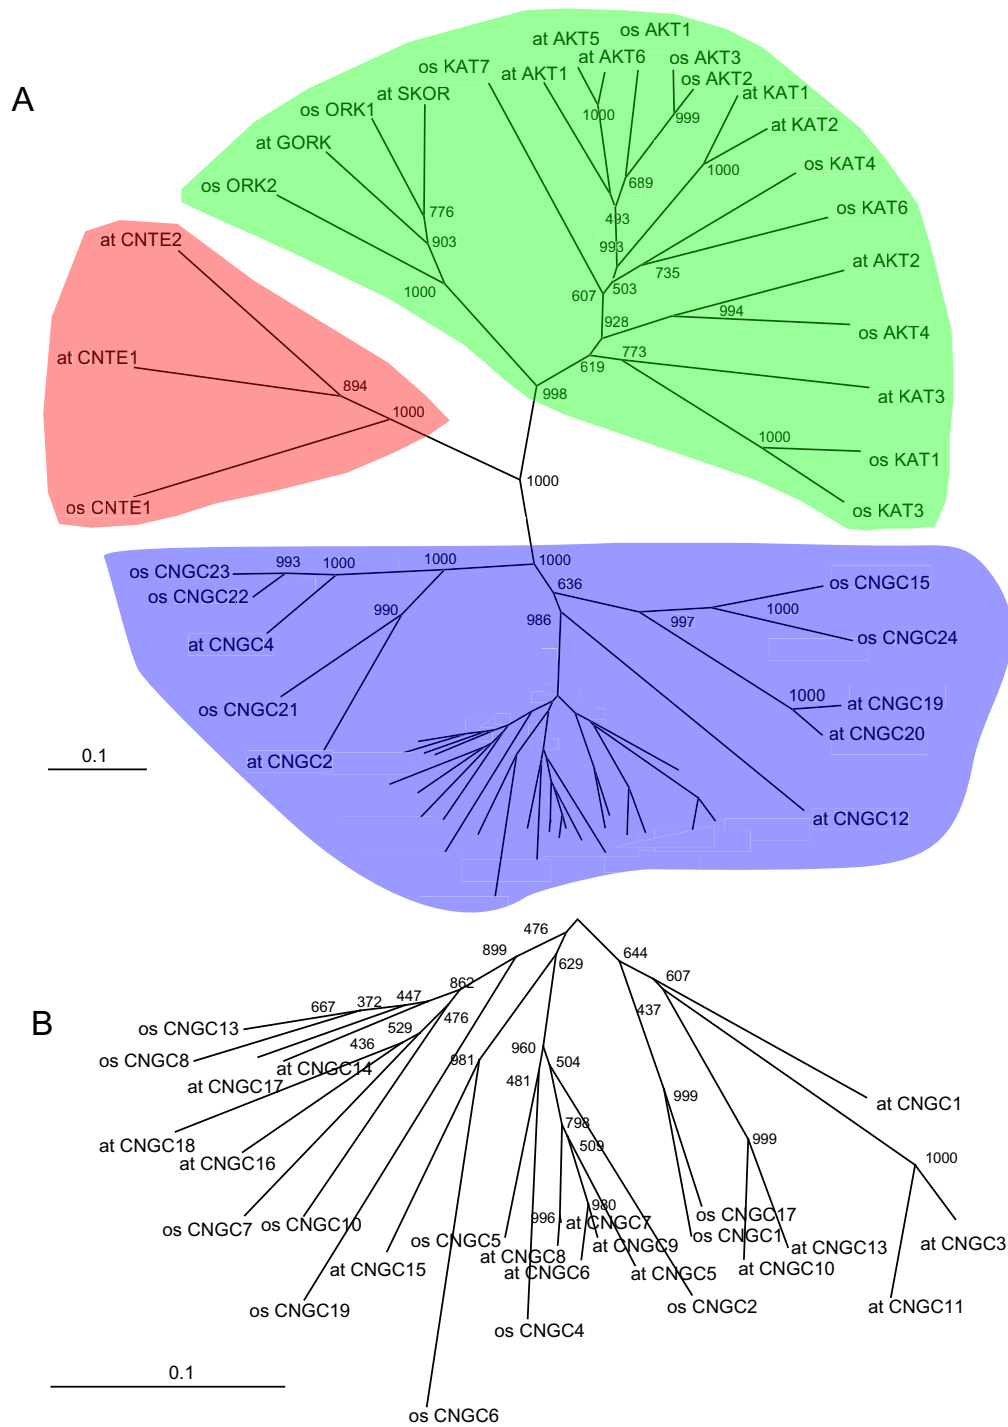 A
os AKT1
at AKT5
at AKT6
os AKT3
os KAT7
at AKT1
os AKT2
at SKOR
at KAT1
os ORK1
1000
999
at KAT2
at GORK
1000
os KAT4
os ORK2
689
776
493
os KAT6
at CNTE2
903
993
735
at AKT2
1000
607
503
994
928
os AKT4
at CNTE1
773
619
894
998
at KAT3
1000
1000
os KAT1
1000
os CNTE1
os KAT3
993
1000
1000
1000
os CNGC23
636
os CNGC15
os CNGC22
990
986
997
1000
at CNGC4
os CNGC24
os CNGC21
1000
at CNGC19
at CNGC20
0.1
at CNGC2
at CNGC12
B
476
899
629
644
607
862
667
372
447
437
os CNGC13
529
476
os CNGC8
436
981
960
504
at CNGC14
481
at CNGC17
999
at CNGC1
798
999
at CNGC18
509
1000
at CNGC16
980
os CNGC7
os CNGC10
996
at CNGC7
os CNGC17
os CNGC5
os CNGC1
at CNGC3
at CNGC8
at CNGC9
at CNGC13
at CNGC15
at CNGC6
at CNGC5
at CNGC10
os CNGC19
os CNGC2
at CNGC11
os CNGC4
0.1
os CNGC6